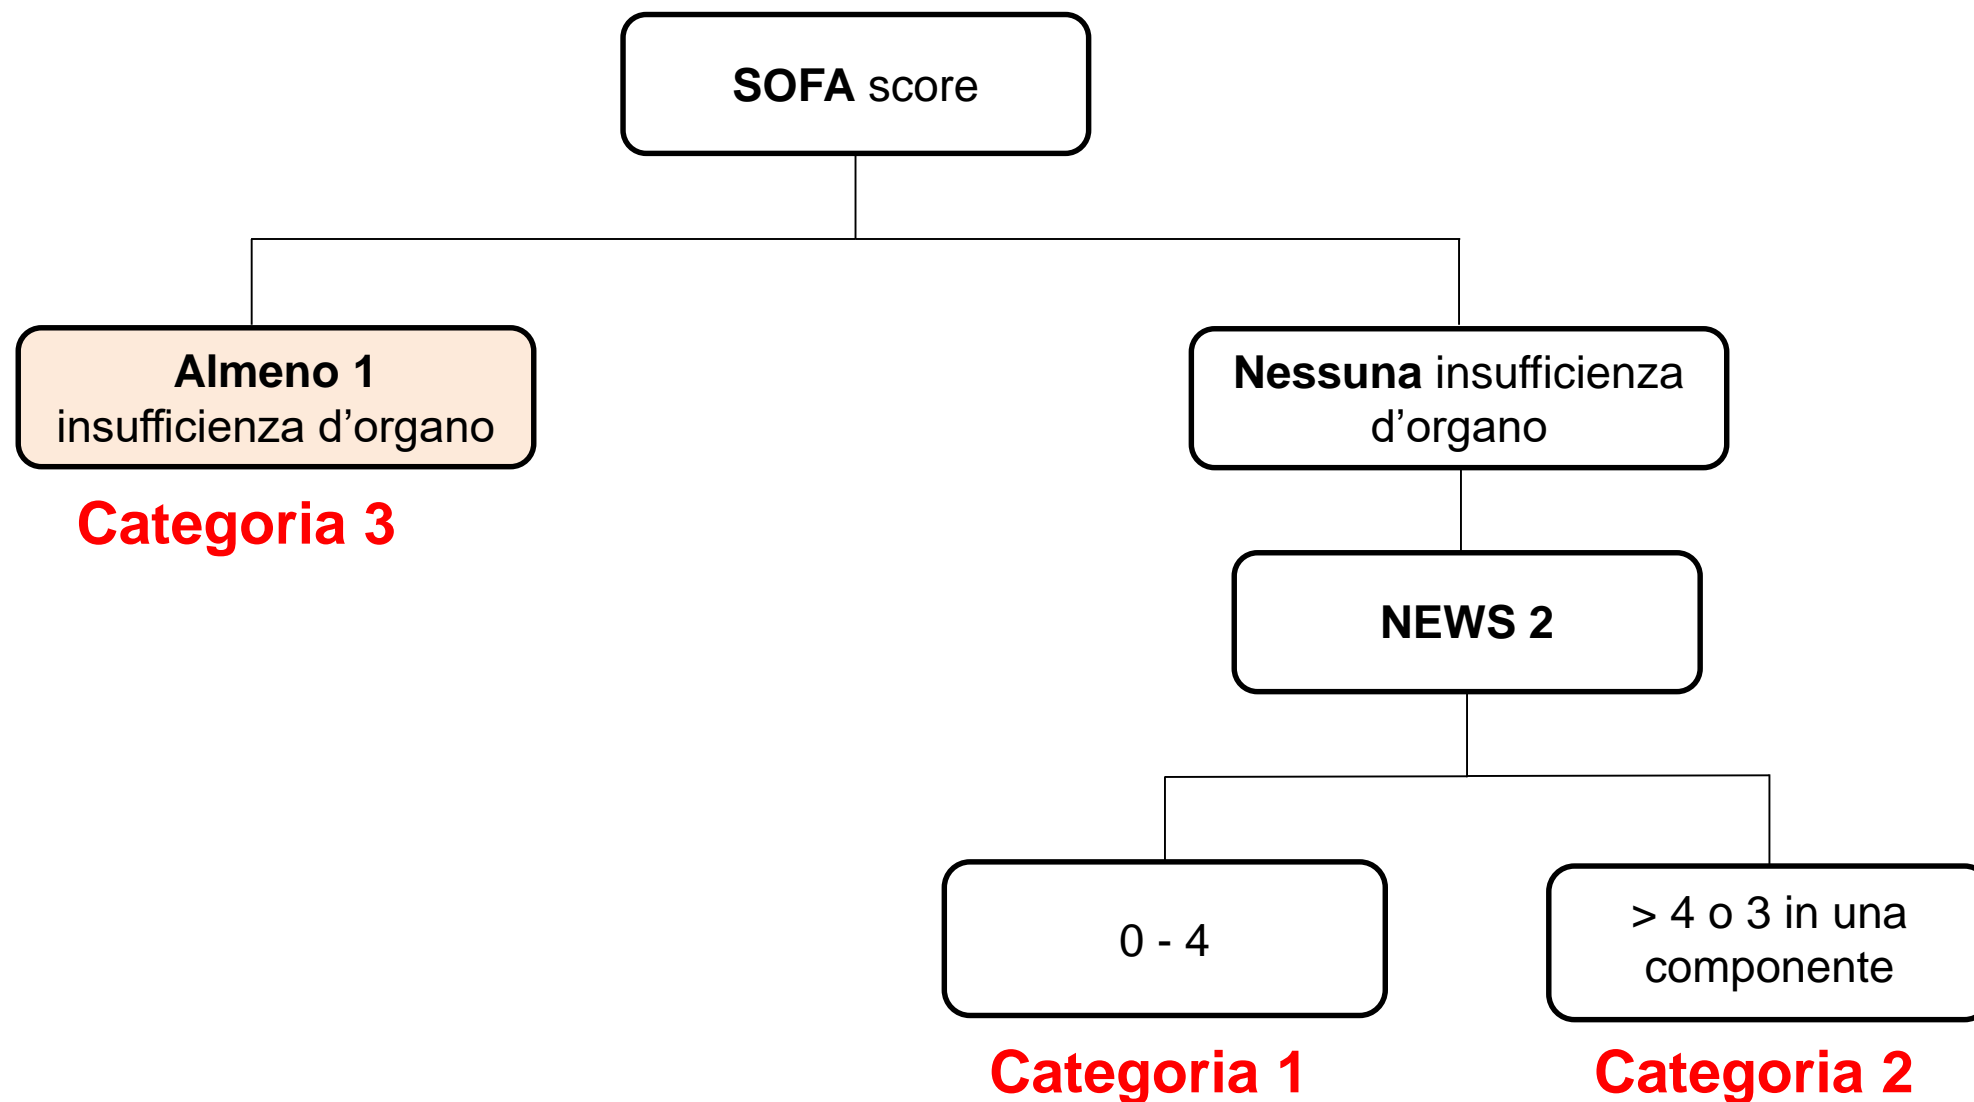 SOFA score
Almeno 1
insufficienza d’organo
Categoria 3
Nessuna insufficienza
d’organo
NEWS 2
0 - 4
Categoria 1
> 4 o 3 in una
componente
Categoria 2